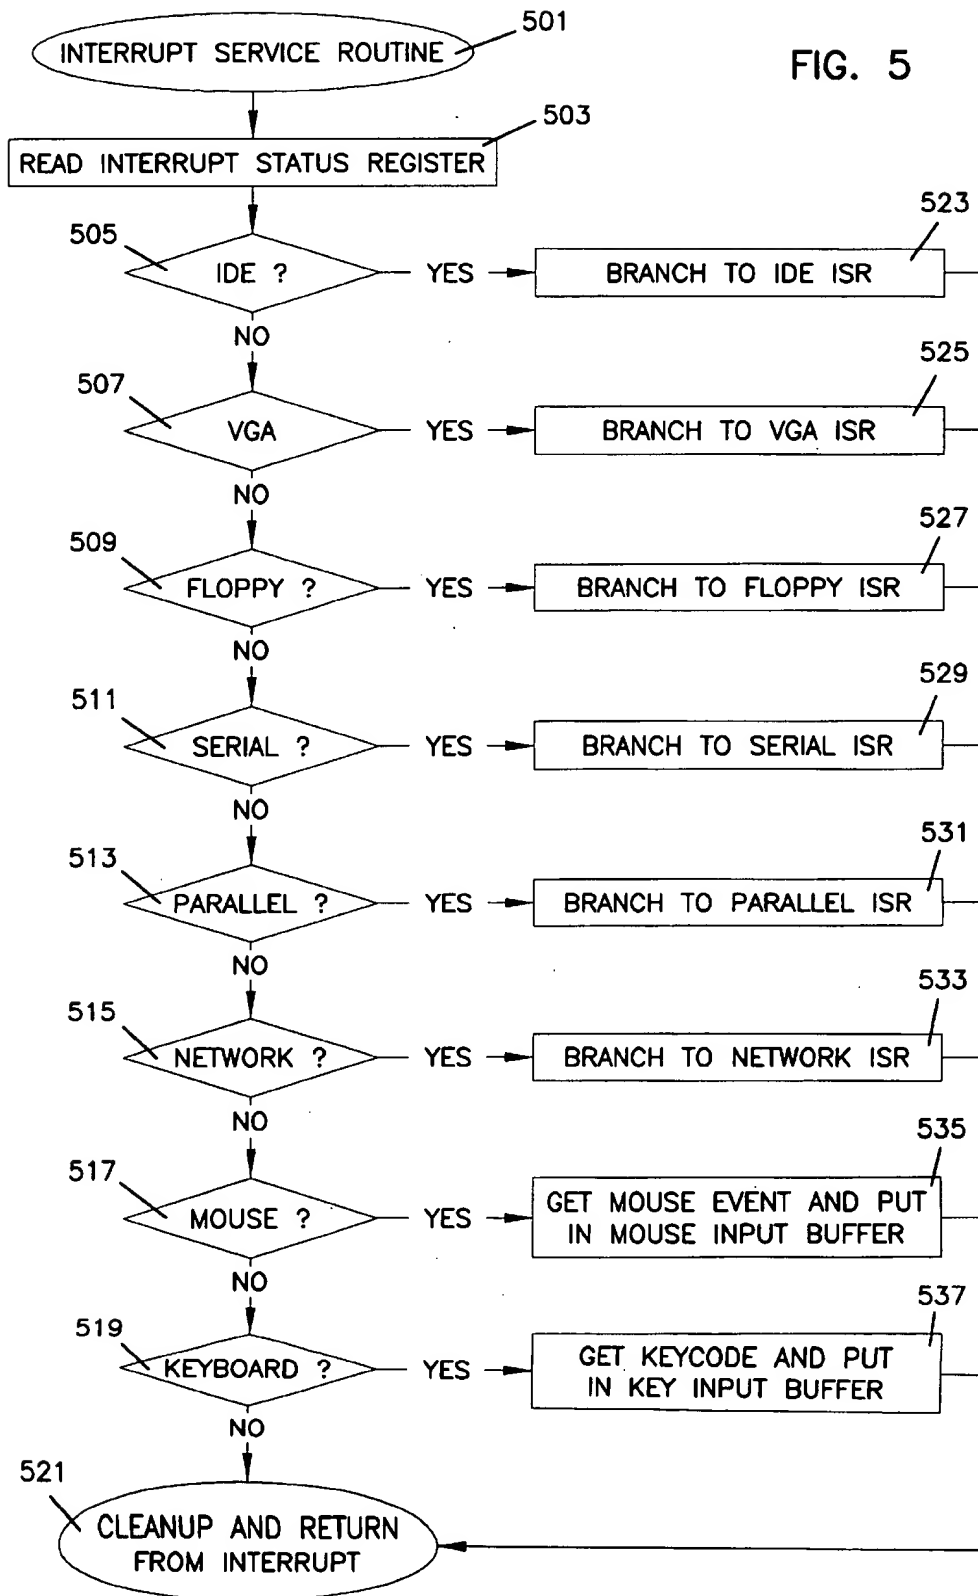 501
INTERRUPT SERVICE ROUTINE
FIG. 5
503
READ INTERRUPT STATUS REGISTER
505
IDE ?
YES
523
BRANCH TO IDE ISR
NO
507
VGA
YES
525
BRANCH TO VGA ISR
NO
509
FLOPPY ?
YES
527
BRANCH TO FLOPPY ISR
NO
511
SERIAL ?
YES
529
BRANCH TO SERIAL ISR
NO
513
PARALLEL ?
YES
531
BRANCH TO PARALLEL ISR
NO
515
NETWORK ?
YES
533
BRANCH TO NETWORK ISR
NO
517
MOUSE ?
YES
535
GET MOUSE EVENT AND PUT
IN MOUSE INPUT BUFFER
NO
519
KEYBOARD ?
YES
537
GET KEYCODE AND PUT
IN KEY INPUT BUFFER
NO
521
CLEANUP AND RETURN
FROM INTERRUPT